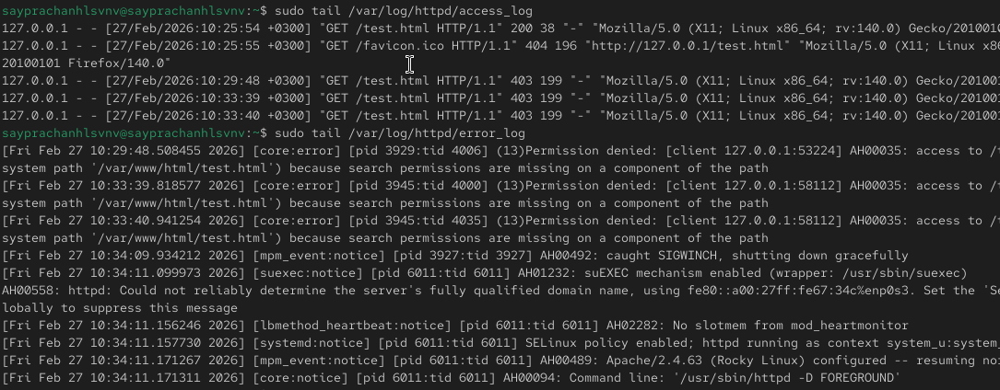 sayprachanhlsvnv@sayprachanhlsvnv:~$ sudo tail /var/log/httpd/access_log
127.0.0.1 - - [27/Feb/2026:10:25:54 +0300] "GET /test.html HTTP/1.1" 200 38 "-" "Mozilla/5.0 (X11; Linux x86_64; rv:140.0) Gecko/2010010
127.0.0.1 - - [27/Feb/2026:10:25:55 +0300] "GET /favicon.ico HTTP/1.1" 404 196 "http://127.0.0.1/test.html" "Mozilla/5.0 (X11; Linux x8
20100101 Firefox/140.0"
127.0.0.1 - - [27/Feb/2026:10:29:48 +0300] "GET /test.html HTTP/1.1" 403 199 "-" "Mozilla/5.0 (X11; Linux x86_64; rv:140.0) Gecko/201001
127.0.0.1 - - [27/Feb/2026:10:33:39 +0300] "GET /test.html HTTP/1.1" 403 199 "-" "Mozilla/5.0 (X11; Linux x86_64; rv:140.0) Gecko/201001
127.0.0.1 - - [27/Feb/2026:10:33:40 +0300] "GET /test.html HTTP/1.1" 403 199 "-" "Mozilla/5.0 (X11; Linux x86_64; rv:140.0) Gecko/201001
sayprachanhlsvnv@sayprachanhlsvnv:~$ sudo tail /var/log/httpd/error_log
[Fri Feb 27 10:29:48.508455 2026] [core:error] [pid 3929:tid 4006] (13)Permission denied: [client 127.0.0.1:53224] AH00035: access to /t
system path '/var/www/html/test.html') because search permissions are missing on a component of the path
[Fri Feb 27 10:33:39.818577 2026] [core:error] [pid 3945:tid 4000] (13)Permission denied: [client 127.0.0.1:58112] AH00035: access to /t
system path '/var/www/html/test.html') because search permissions are missing on a component of the path
[Fri Feb 27 10:33:40.941254 2026] [core:error] [pid 3945:tid 4035] (13)Permission denied: [client 127.0.0.1:58112] AH00035: access to /t
system path '/var/www/html/test.html') because search permissions are missing on a component of the path
[Fri Feb 27 10:34:09.934212 2026] [mpm_event:notice] [pid 3927:tid 3927] AH00492: caught SIGWINCH, shutting down gracefully
[Fri Feb 27 10:34:11.099973 2026] [suexec:notice] [pid 6011:tid 6011] AH01232: suEXEC mechanism enabled (wrapper: /usr/sbin/suexec)
AH00558: httpd: Could not reliably determine the server's fully qualified domain name, using fe80::a00:27ff:fe67:34c%enp0s3. Set the 'Se
lobally to suppress this message
[Fri Feb 27 10:34:11.156246 2026] [lbmethod_heartbeat:notice] [pid 6011:tid 6011] AH02282: No slotmem from mod_heartmonitor
[Fri Feb 27 10:34:11.157730 2026] [systemd:notice] [pid 6011:tid 6011] SELinux policy enabled; httpd running as context system_u:system_
[Fri Feb 27 10:34:11.171267 2026] [mpm_event:notice] [pid 6011:tid 6011] AH00489: Apache/2.4.63 (Rocky Linux) configured -- resuming no
[Fri Feb 27 10:34:11.171311 2026] [core:notice] [pid 6011:tid 6011] AH00094: Command line: '/usr/sbin/httpd -D FOREGROUND'